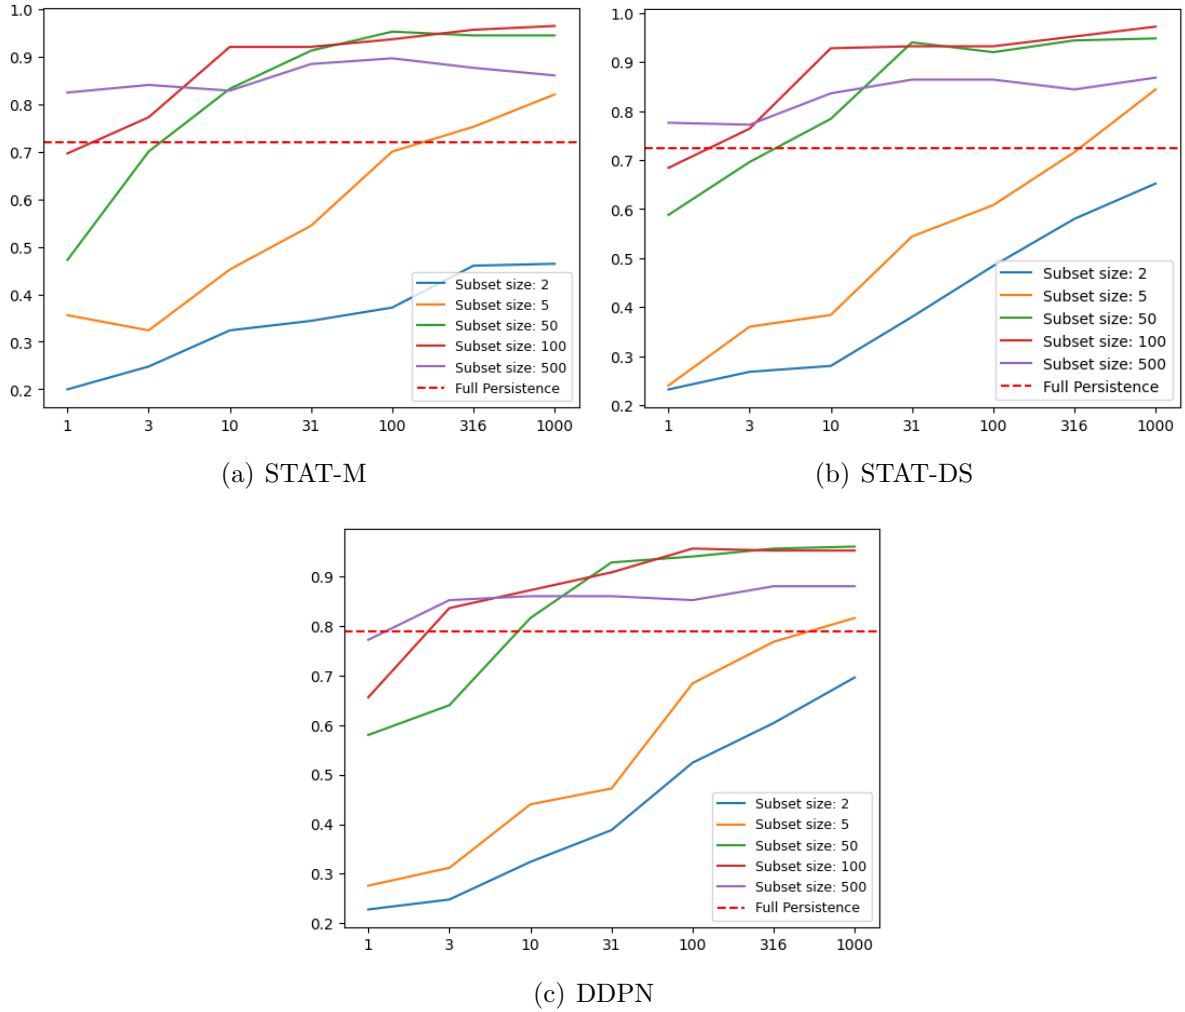 1.0
0.9
0.8
0.7
0.6
0.5
0.4
0.3
0.2
Subset size: 2
Subset size: 5
Subset size: 50
Subset size: 100
Subset size: 500
Full Persistence
1 3 10 31 100 316 1000
(a) STAT-M
1.0
0.9
0.8
0.7
0.6
0.5
0.4
0.3
0.2
Subset size: 2
Subset size: 5
Subset size: 50
Subset size: 100
Subset size: 500
Full Persistence
1 3 10 31 100 316 1000
(b) STAT-DS
0.9
0.8
0.7
0.6
0.5
0.4
0.3
0.2
Subset size: 2
Subset size: 5
Subset size: 50
Subset size: 100
Subset size: 500
Full Persistence
1 3 10 31 100 316 1000
(c) DDPN